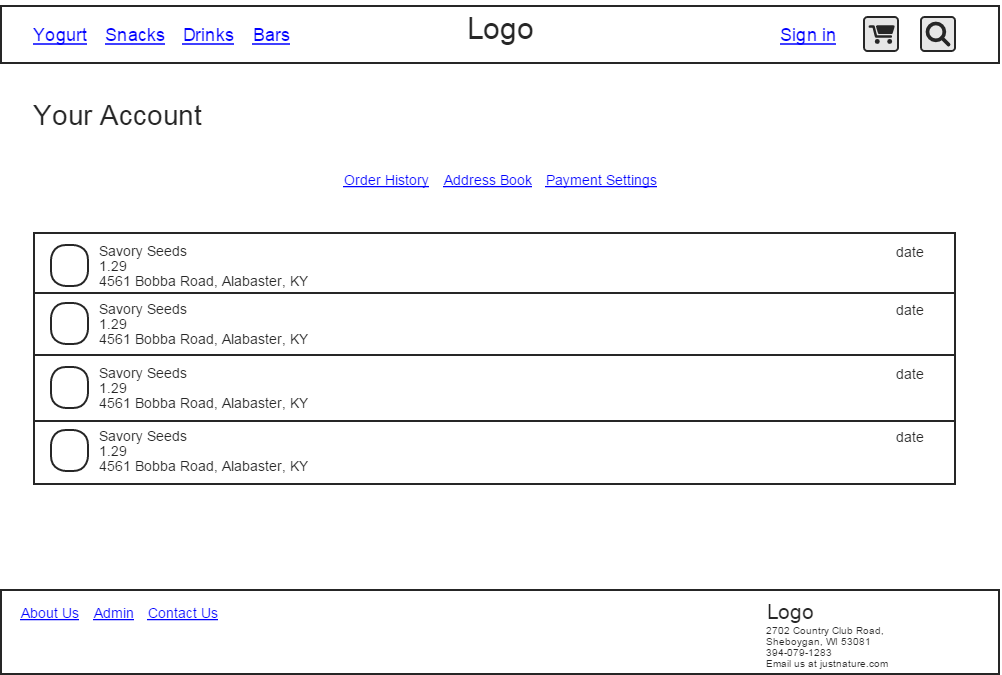 Yogurt Snacks Drinks Bars Logo Sign in
Your Account
Order History Address Book Payment Settings
Savory Seeds date
1.29
4561 Bobba Road, Alabaster, KY
Savory Seeds date
1.29
4561 Bobba Road, Alabaster, KY
Savory Seeds date
1.29
4561 Bobba Road, Alabaster, KY
Savory Seeds date
1.29
4561 Bobba Road, Alabaster, KY
About Us Admin Contact Us
Logo
2702 Country Club Road,
Sheboygan, WI 53081
394-079-1283
Email us at justnature.com